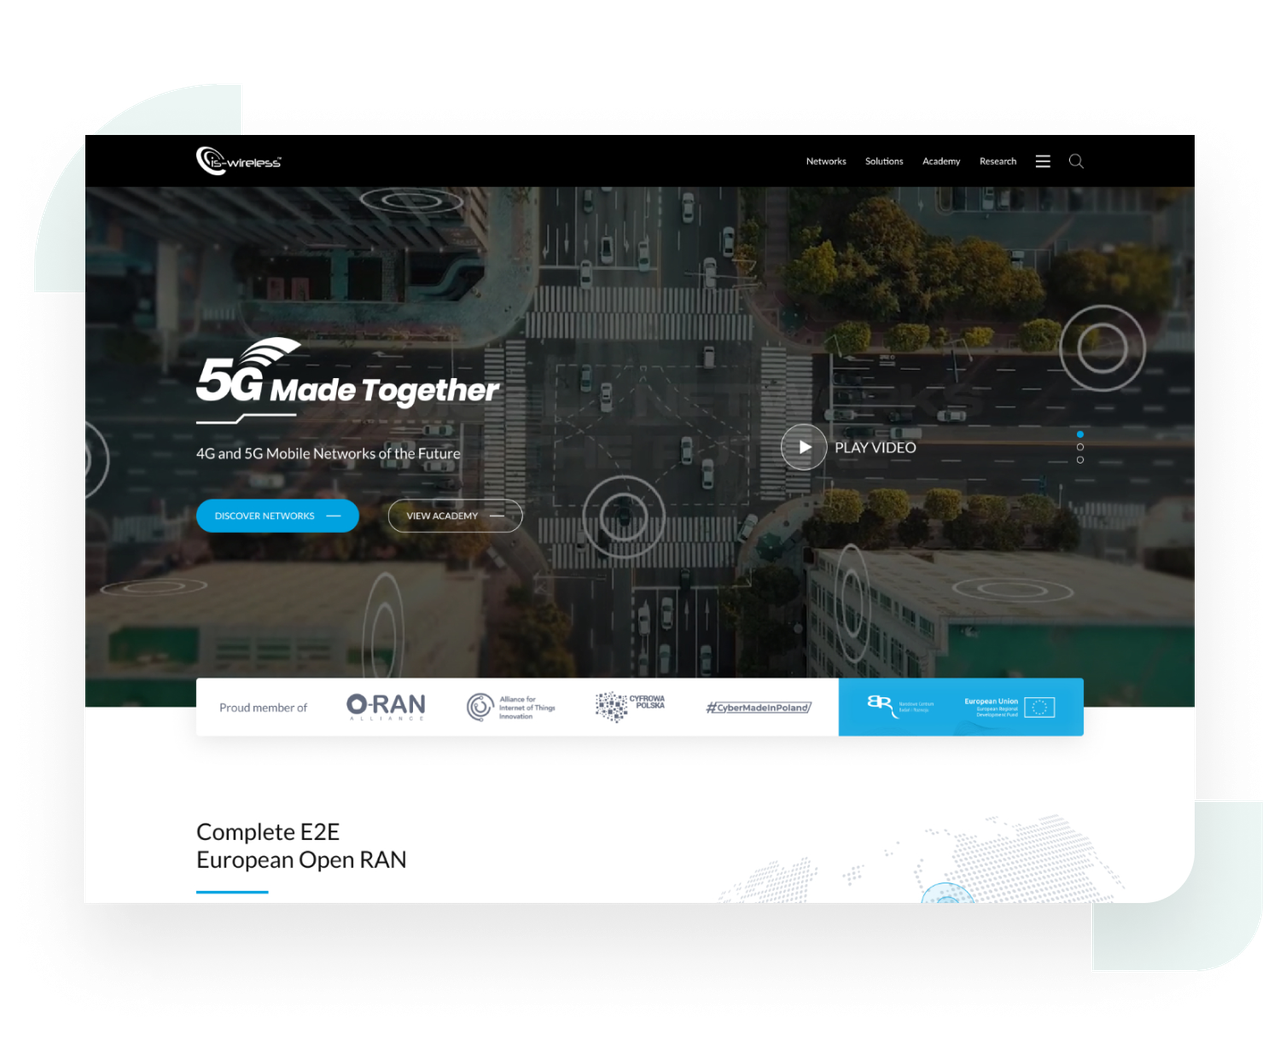 is-wireless™
Networks Solutions Academy Research
5G Made Together
4G and 5G Mobile Networks of the Future
PLAY VIDEO
DISCOVER NETWORKS
VIEW ACADEMY
Proud member of
O-RAN
ALLIANCE
Alliance for
Internet of Things
Innovation
CYFROWA
POLSKA
#CyberMadeInPoland
European Union
European Regional
Development Fund
Complete E2E
European Open RAN